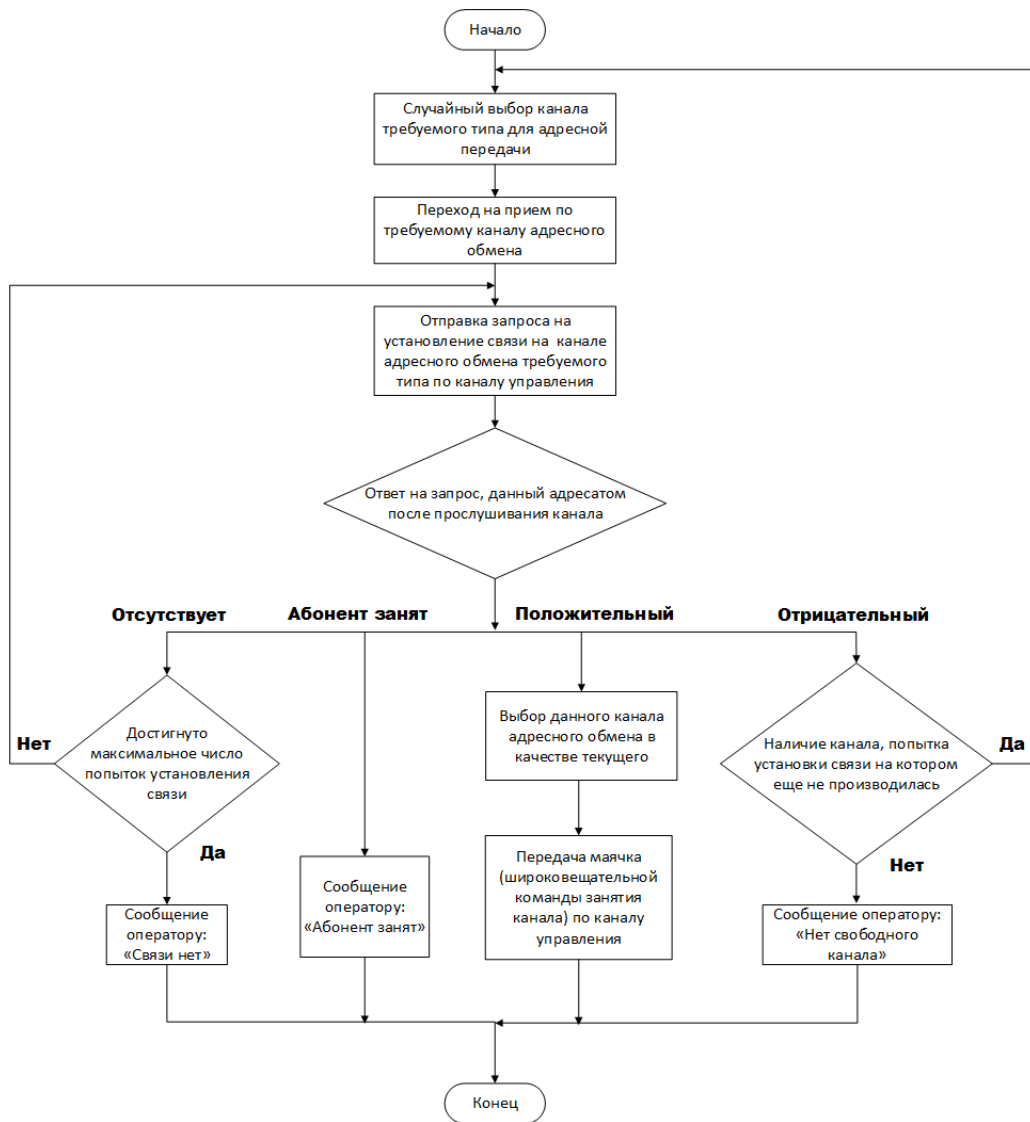 Начало
Случайный выбор канала
требуемого типа для адресной
передачи
Переход на прием по
требуемому каналу адресного
обмена
Отправка запроса на
установление связи на канале
адресного обмена требуемого
типа по каналу управления
Ответ на запрос, данный адресатом
после прослушивания канала
Отсутствует
Абонент занят
Положительный
Отрицательный
Достигнуто
максимальное число
попыток установления
связи
Нет
Да
Сообщение
оператору:
«Связи нет»
Сообщение
оператору:
«Абонент занят»
Выбор данного канала
адресного обмена в
качестве текущего
Передача маячка
(широковещательной
команды занятия
канала) по каналу
управления
Наличие канала, попытка
установки связи на котором
еще не производилась
Да
Нет
Сообщение оператору:
«Нет свободного
канала»
Конец